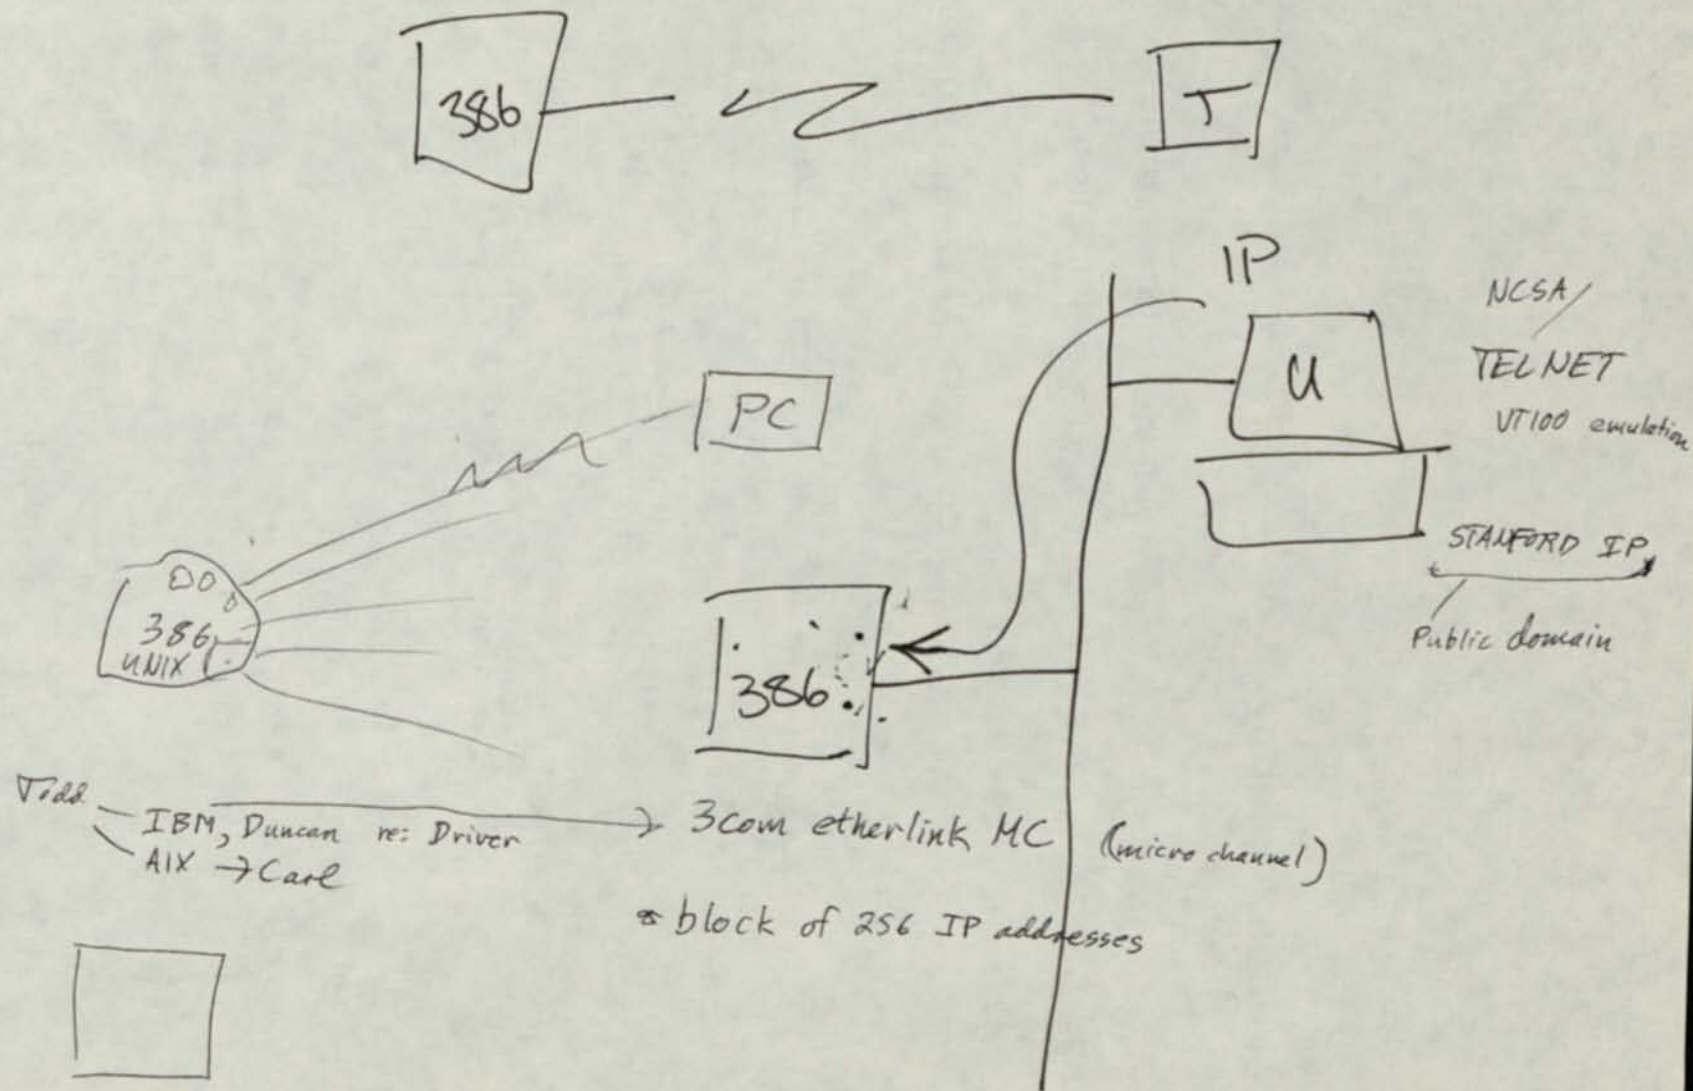 386
T
IP
NCSA/
TELNET
VT100 emulation
U
PC
STANFORD IP
Public domain
386
UNIX
386
Todd
IBM, Duncan re: Driver → 3com etherlink MC (micro channel)
AIX → Carl
* block of 256 IP addresses